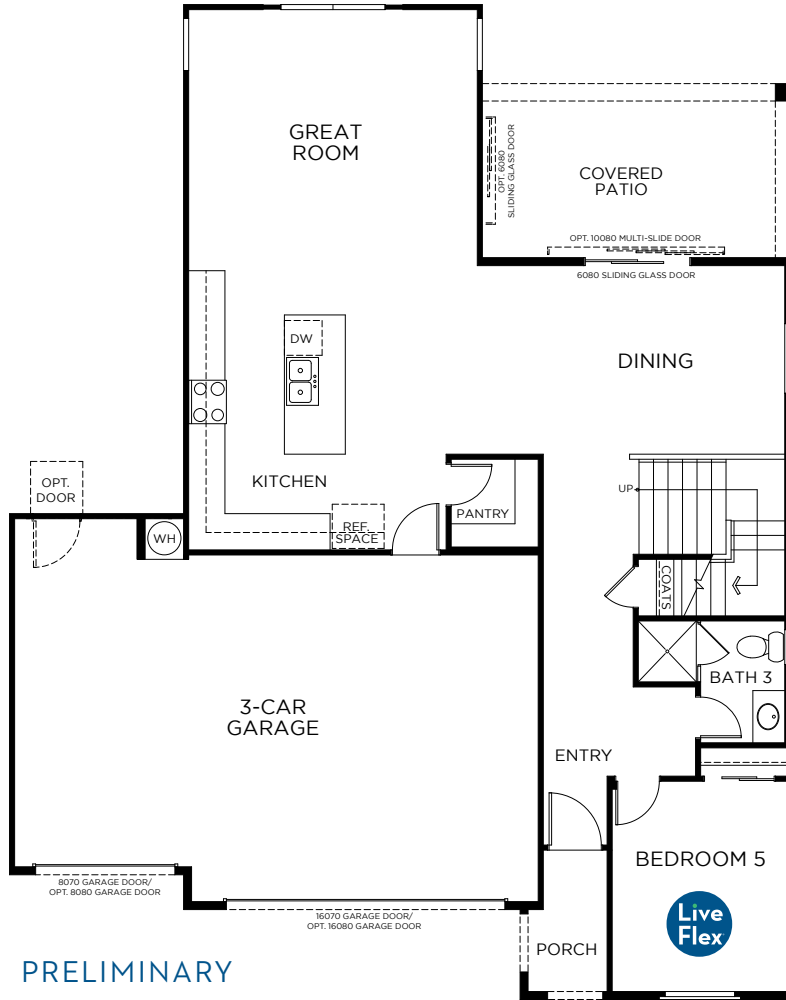 GREAT
ROOM
OPT. 6080
SLIDING GLASS DOOR
COVERED
PATIO
OPT. 10080 MULTI-SLIDE DOOR
6080 SLIDING GLASS DOOR
DW
DINING
KITCHEN
OPT.
DOOR
UP
PANTRY
WH
REF.
SPACE
COATS
BATH 3
3-CAR
GARAGE
ENTRY
BEDROOM 5
8070 GARAGE DOOR/
OPT. 8080 GARAGE DOOR
16070 GARAGE DOOR/
OPT. 16080 GARAGE DOOR
Live
Flex
PORCH
PRELIMINARY